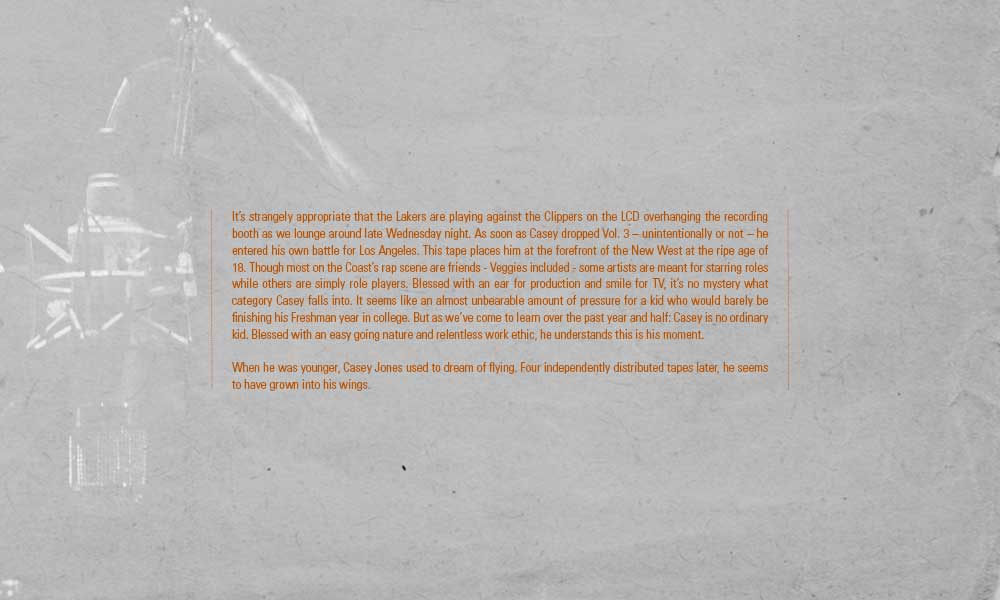 It's strangely appropriate that the Lakers are playing against the Clippers on the LCD overhanging the recording
booth as we lounge around late Wednesday night. As soon as Casey dropped Vol. 3 – unintentionally or not – he
entered his own battle for Los Angeles. This tape places him at the forefront of the New West at the ripe age of
18. Though most on the Coast's rap scene are friends - Veggies included - some artists are meant for starring roles
while others are simply role players. Blessed with an ear for production and smile for TV, it's no mystery what
category Casey falls into. It seems like an almost unbearable amount of pressure for a kid who would barely be
finishing his Freshman year in college. But as we've come to learn over the past year and half: Casey is no ordinary
kid. Blessed with an easy going nature and relentless work ethic, he understands this is his moment.
When he was younger, Casey Jones used to dream of flying. Four independently distributed tapes later, he seems
to have grown into his wings.